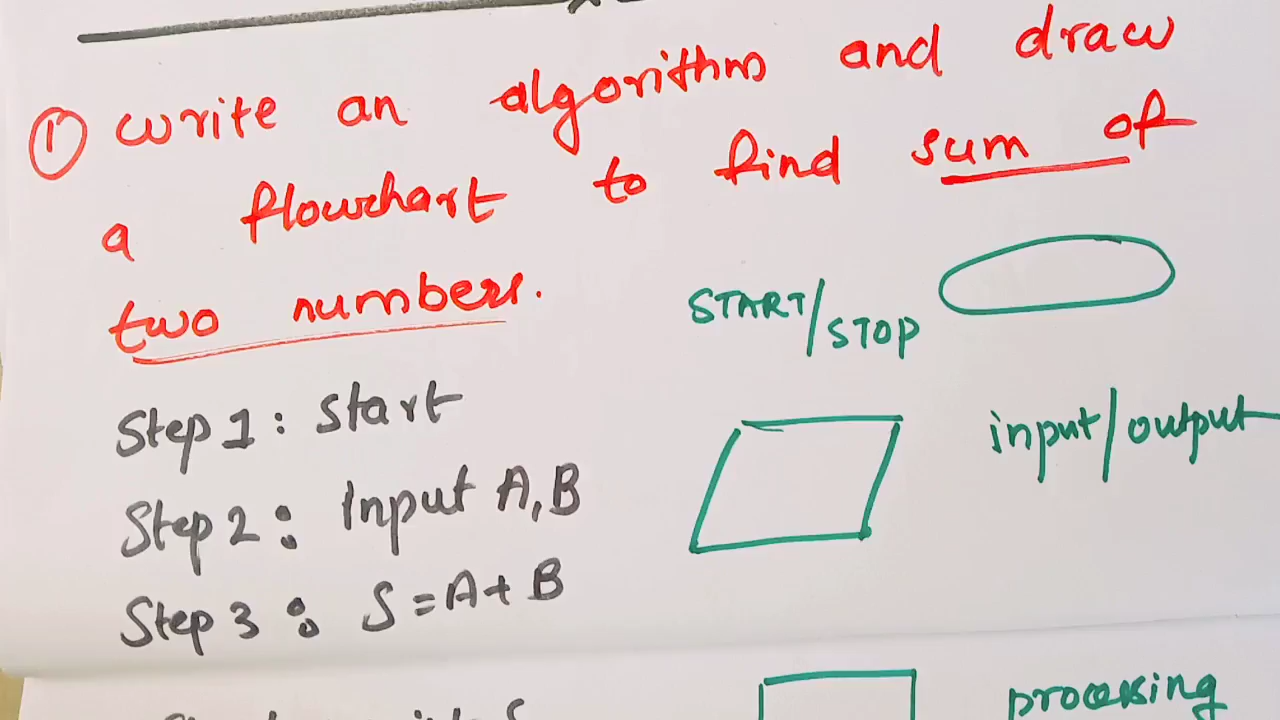 ① write an algorithm and draw
a flowchart to find sum of
two numbers.
START/STOP
Step 1: Start
input/output
Step 2: Input A,B
Step 3: S=A+B
processing